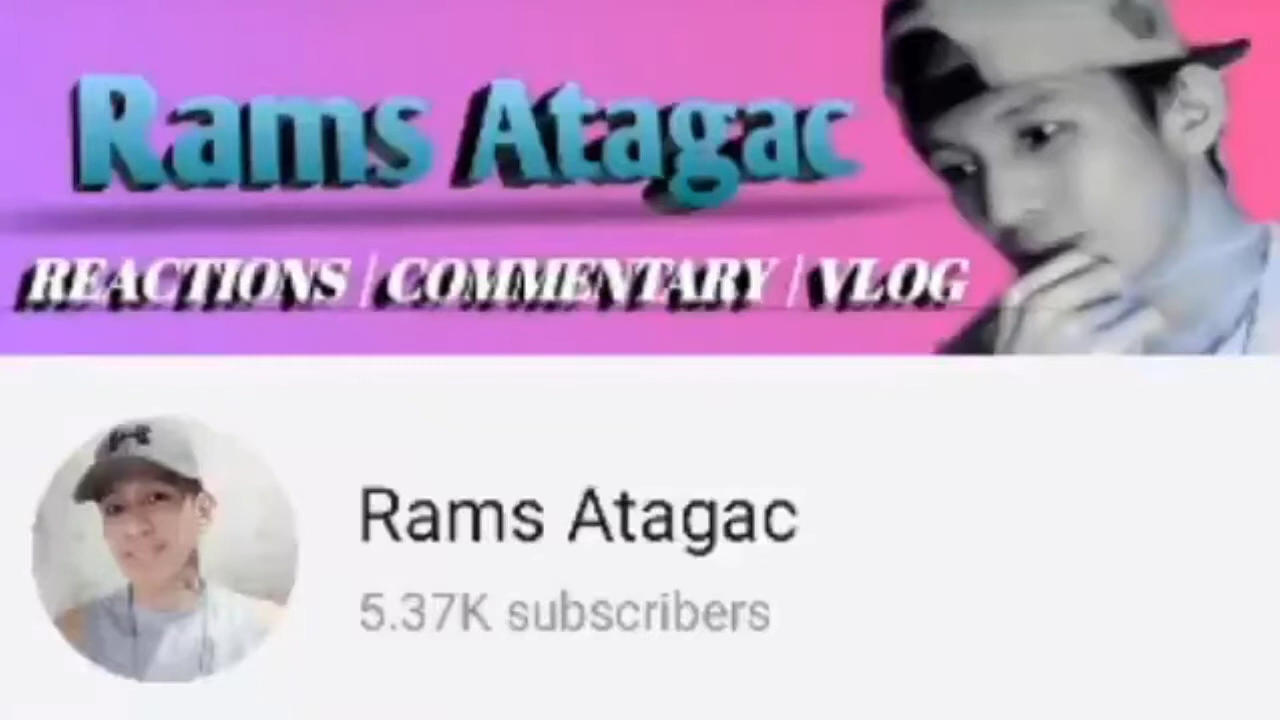 Rams Atagac
REACTIONS | COMMENTARY | VLOG
Rams Atagac
5.37K subscribers